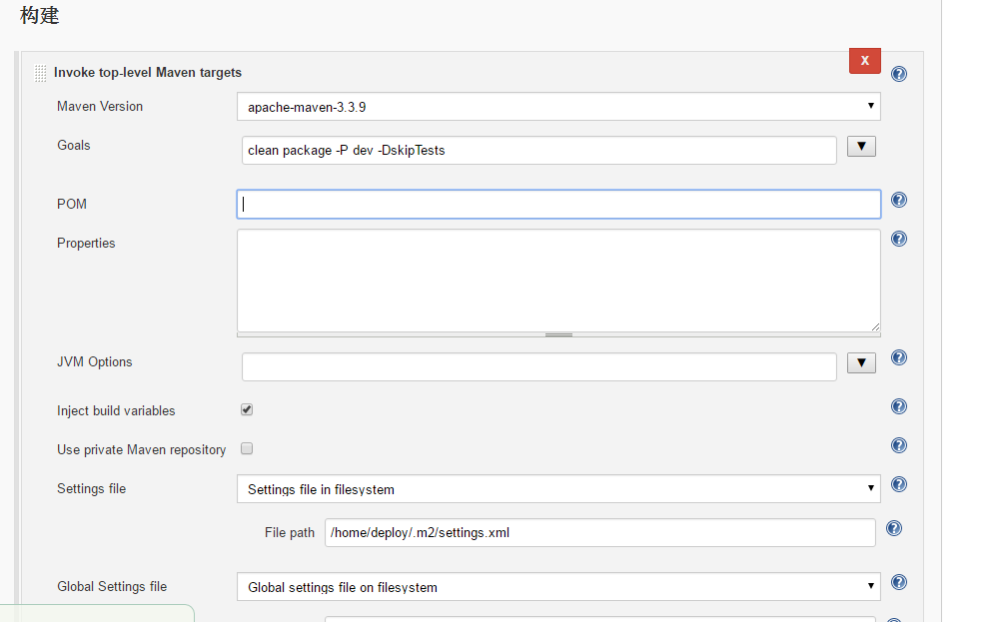 构建
Invoke top-level Maven targets
X
Maven Version
apache-maven-3.3.9
Goals
clean package -P dev -DskipTests
POM
Properties
JVM Options
Inject build variables
Use private Maven repository
Settings file
Settings file in filesystem
File path
/home/deploy/.m2/settings.xml
Global Settings file
Global settings file on filesystem